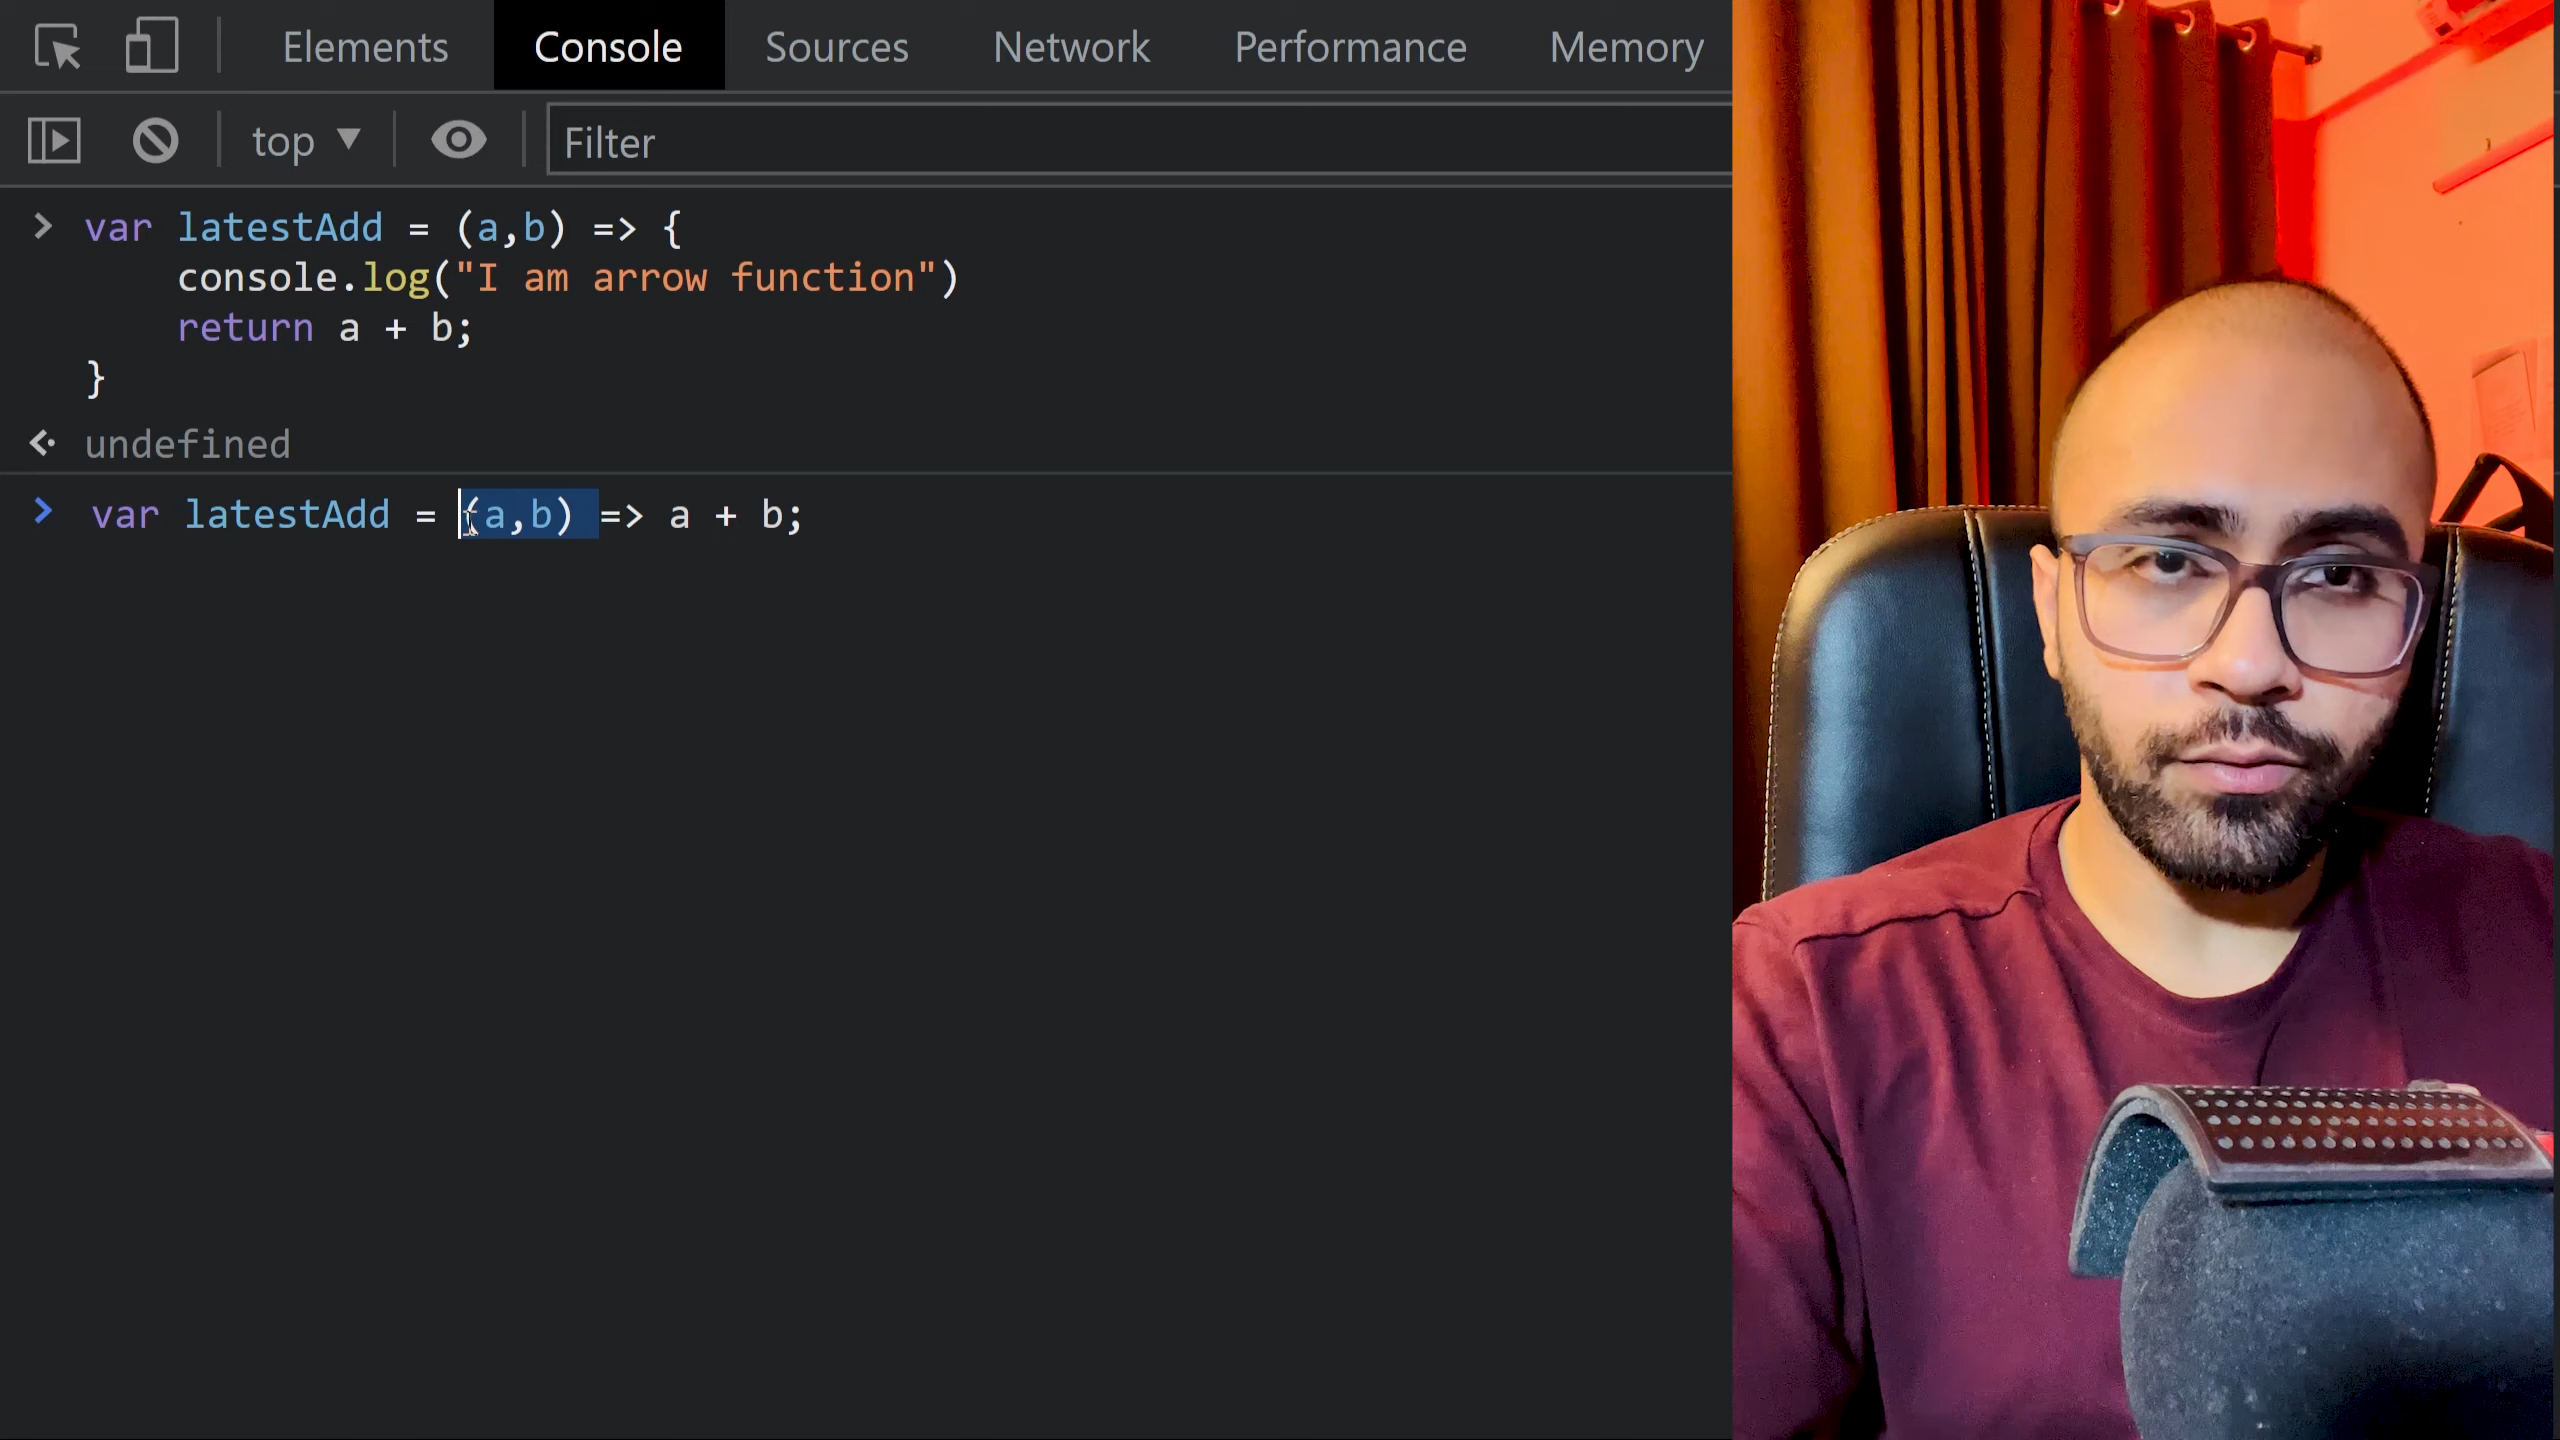 Elements Console Sources Network Performance Memory
top ▼ Filter
> var latestAdd = (a,b) => {
console.log("I am arrow function")
return a + b;
}
undefined
> var latestAdd = (a,b) => a + b;